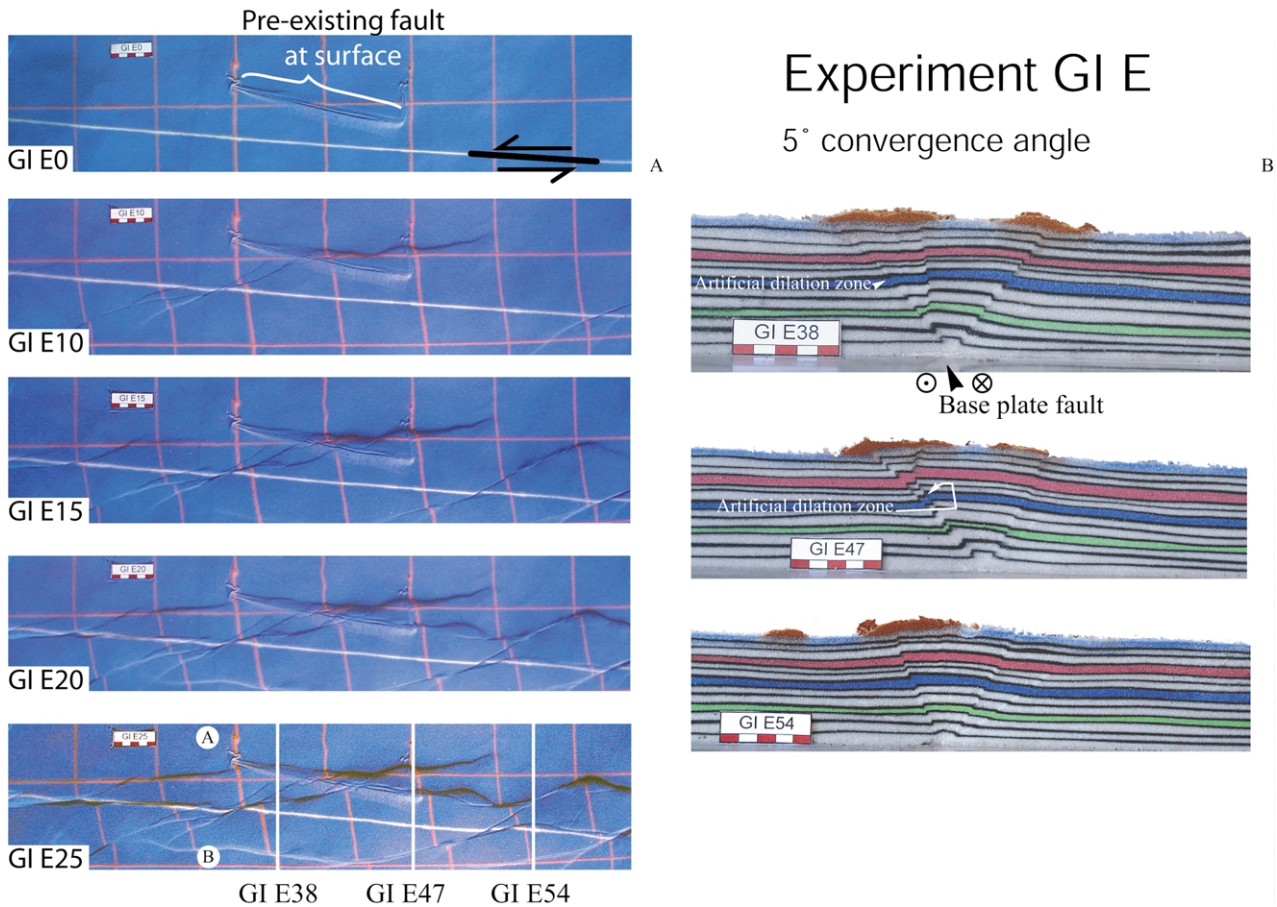 Pre-existing fault
at surface
GI E0
GI E0
GI E10
GI E10
GI E15
GI E15
GI E20
GI E20
GI E25
A
B
GI E25
GI E38 GI E47 GI E54
Experiment GI E
5° convergence angle
A
B
Artificial dilation zone
GI E38
Base plate fault
Artificial dilation zone
GI E47
GI E54